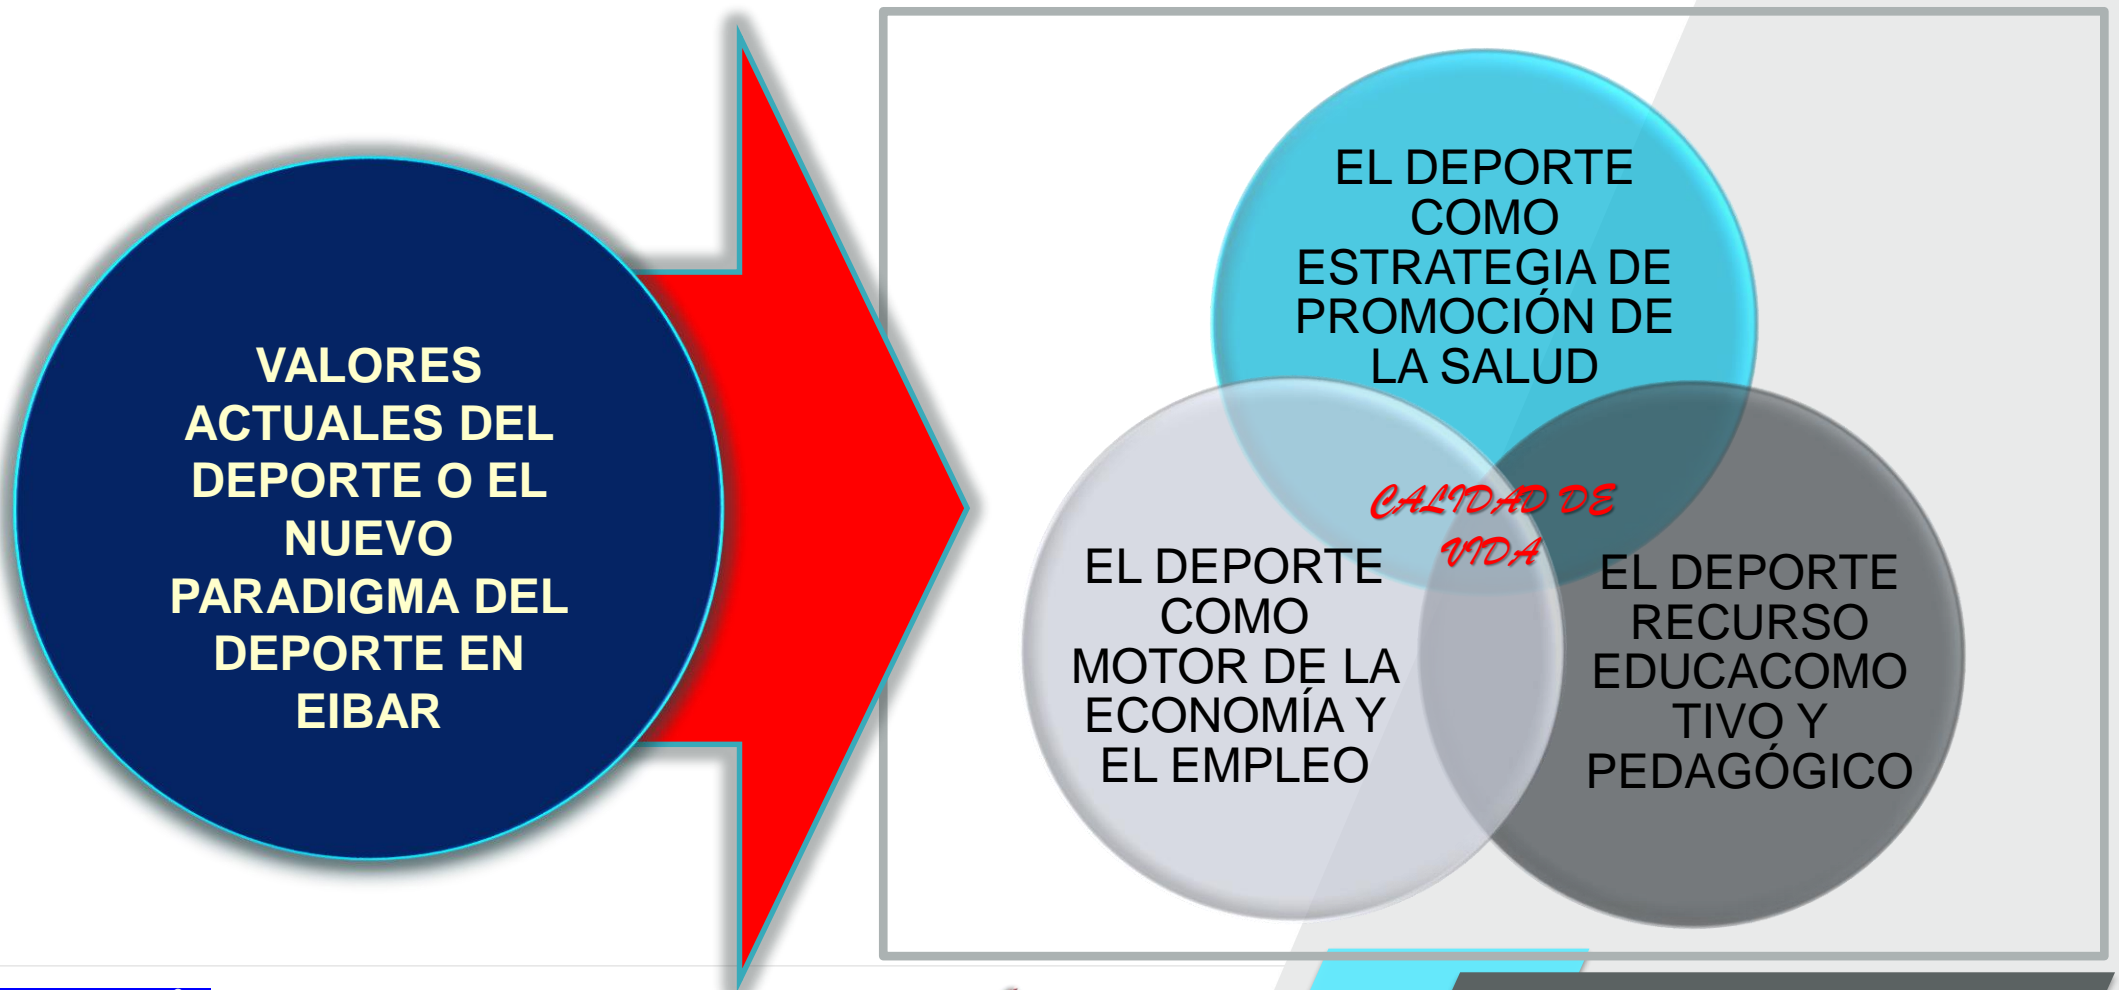 VALORES
ACTUALES DEL
DEPORTE O EL
NUEVO
PARADIGMA DEL
DEPORTE EN
EIBAR
EL DEPORTE
COMO
ESTRATEGIA DE
PROMOCIÓN DE
LA SALUD
CALIDAD DE
VIDA
EL DEPORTE
COMO
MOTOR DE LA
ECONOMÍA Y
EL EMPLEO
EL DEPORTE
RECURSO
EDUCACOMO
TIVO Y
PEDAGÓGICO